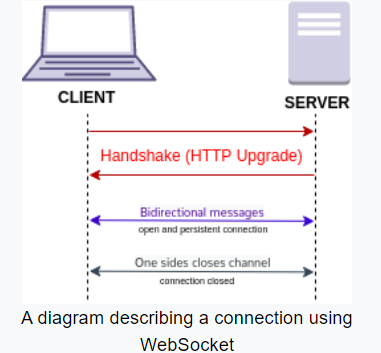 CLIENT
SERVER
Handshake (HTTP Upgrade)
Bidirectional messages
open and persistent connection
One sides closes channel
connection closed
A diagram describing a connection using
WebSocket